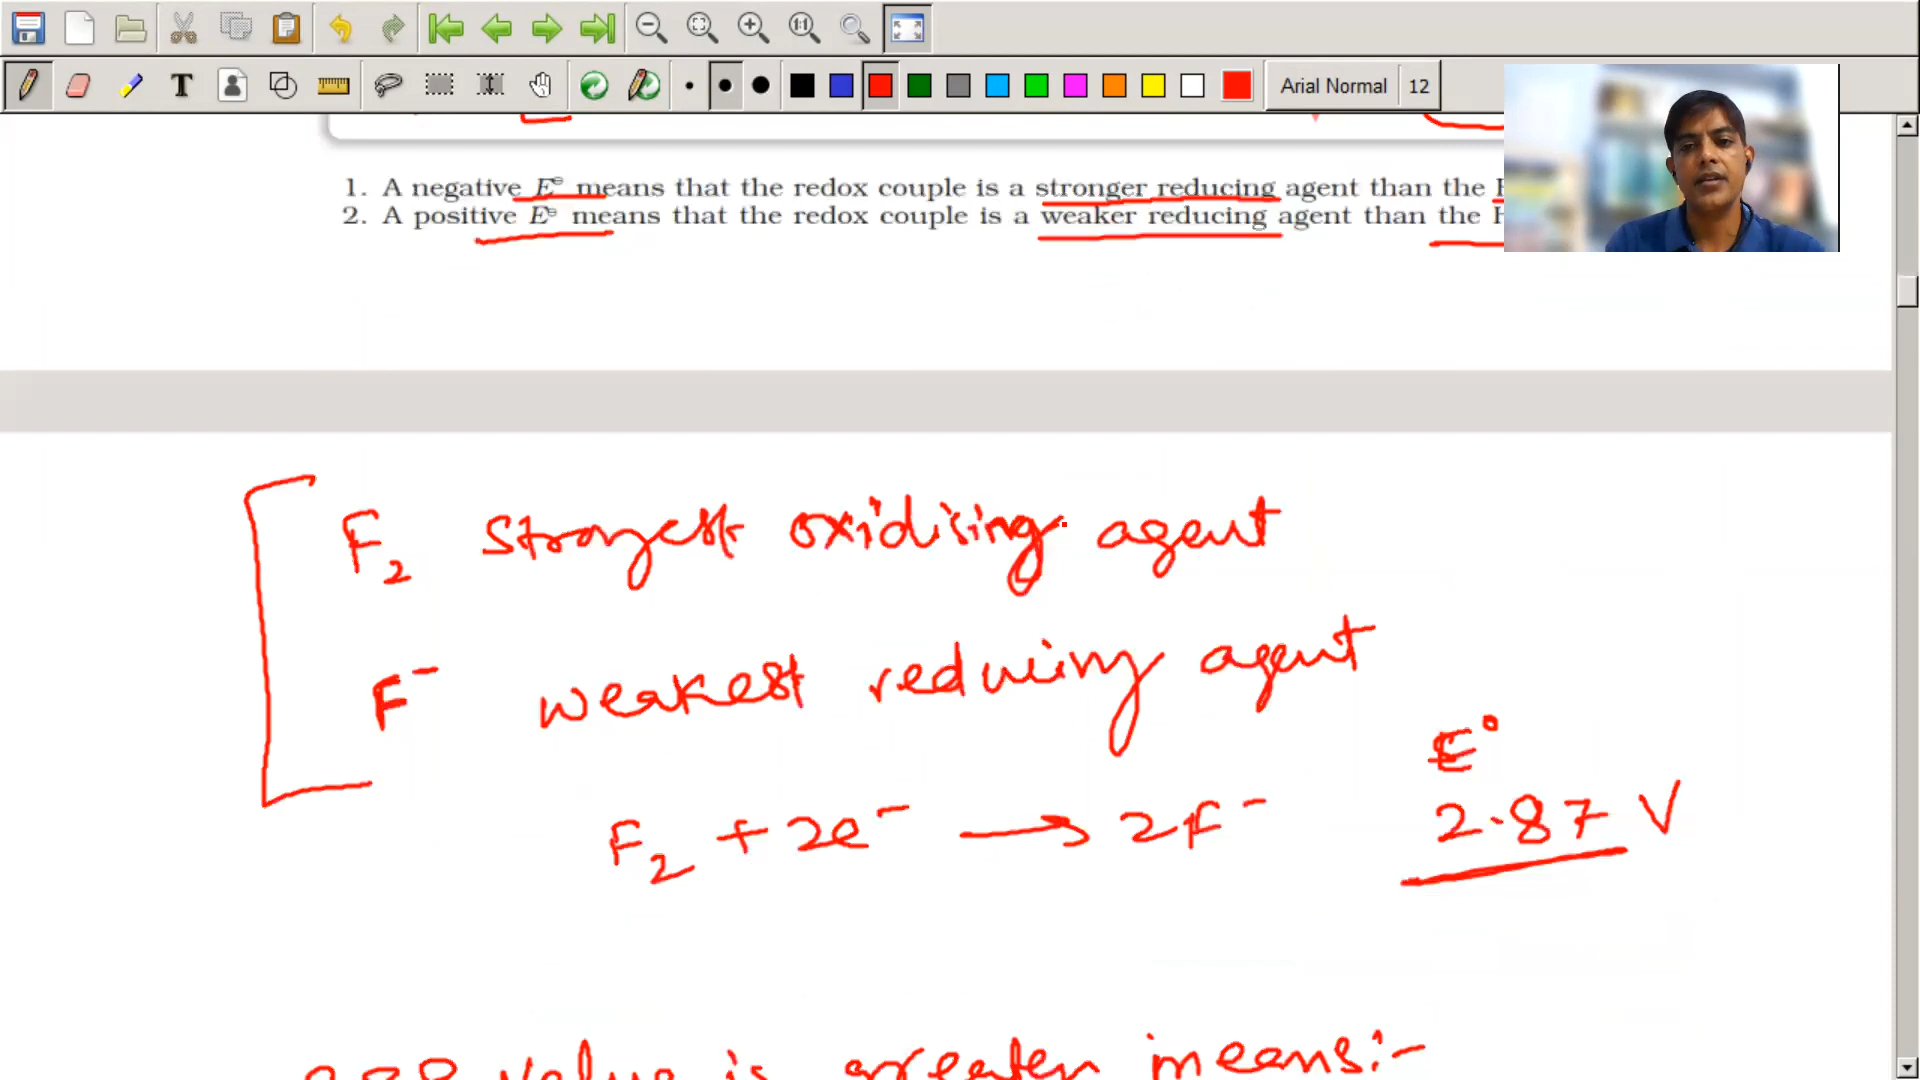 Arial Normal 12
1. A negative E⊖ means that the redox couple is a stronger reducing agent than the H
2. A positive E⊖ means that the redox couple is a weaker reducing agent than the H
F₂ strongest oxidising agent
F⁻ weakest reducing agent
E°
F₂ + 2e⁻ → 2F⁻ 2.87 V
value is greater means:-